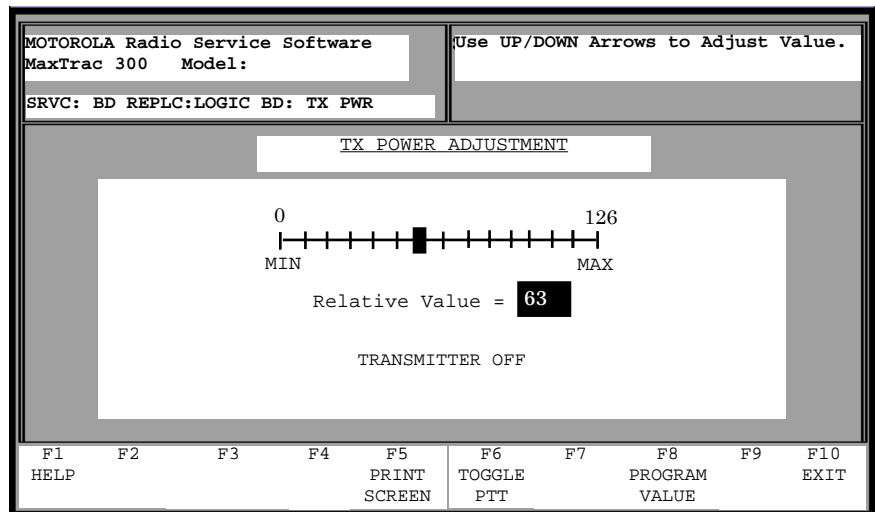 MOTOROLA Radio Service Software
MaxTrac 300 Model:
SRVC: BD REPLC:LOGIC BD: TX PWR
Use UP/DOWN Arrows to Adjust Value.
TX POWER ADJUSTMENT
0 126
MIN MAX
Relative Value = 63
TRANSMITTER OFF
F1 F2 F3 F4 F5 F6 F7 F8 F9 F10
HELP PRINT TOGGLE PROGRAM EXIT
SCREEN PTT VALUE